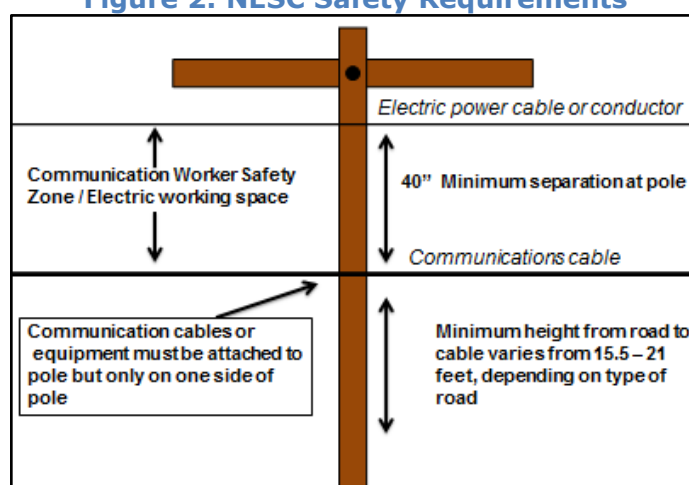 Figure 2. NESC Safety Requirements
Electric power cable or conductor
Communication Worker Safety
Zone / Electric working space
40” Minimum separation at pole
Communications cable
Communication cables or
equipment must be attached to
pole but only on one side of
pole
Minimum height from road to
cable varies from 15.5 – 21
feet, depending on type of
road